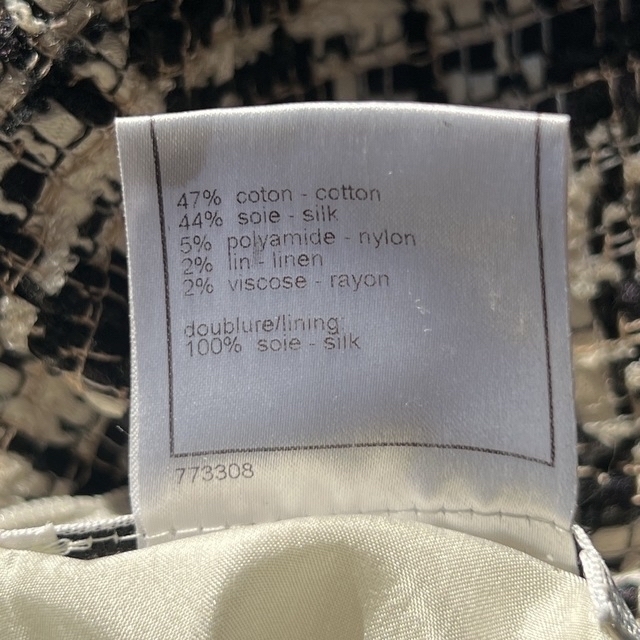 47% coton - cotton
44% soie - silk
5% polyamide - nylon
2% lin - linen
2% viscose - rayon
doublure/lining:
100% soie - silk
773308